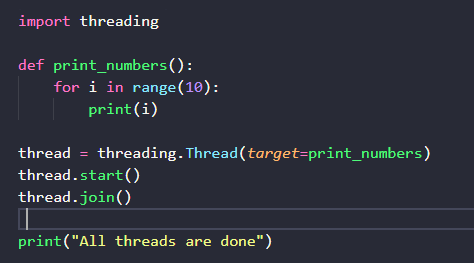 import threading
def print_numbers():
    for i in range(10):
        print(i)
thread = threading.Thread(target=print_numbers)
thread.start()
thread.join()
print("All threads are done")